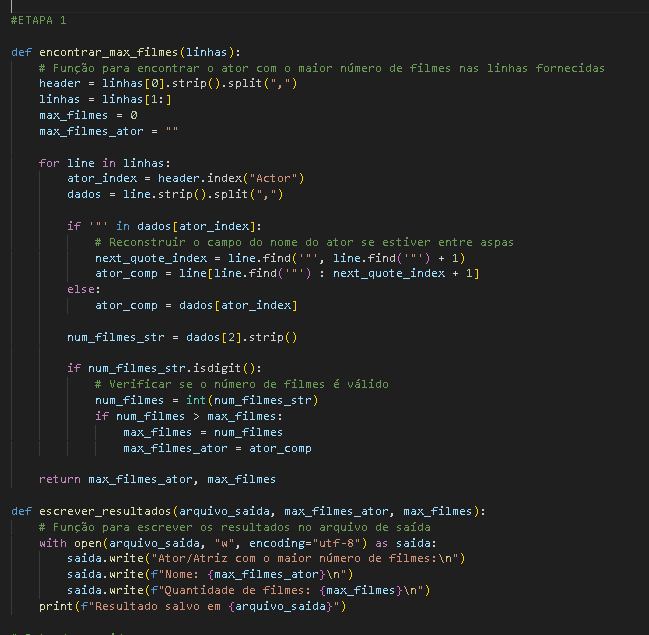 #ETAPA 1
def encontrar_max_filmes(linhas):
# Função para encontrar o ator com o maior número de filmes nas linhas fornecidas
header = linhas[0].strip().split(",")
linhas = linhas[1:]
max_filmes = 0
max_filmes_ator = ""
for line in linhas:
ator_index = header.index("Actor")
dados = line.strip().split(",")
if '"' in dados[ator_index]:
# Reconstruir o campo do nome do ator se estiver entre aspas
next_quote_index = line.find('"', line.find('"') + 1)
ator_comp = line[line.find('"') : next_quote_index + 1]
else:
ator_comp = dados[ator_index]
num_filmes_str = dados[2].strip()
if num_filmes_str.isdigit():
# Verificar se o número de filmes é válido
num_filmes = int(num_filmes_str)
if num_filmes > max_filmes:
max_filmes = num_filmes
max_filmes_ator = ator_comp
return max_filmes_ator, max_filmes
def escrever_resultados(arquivo_saida, max_filmes_ator, max_filmes):
# Função para escrever os resultados no arquivo de saída
with open(arquivo_saida, "w", encoding="utf-8") as saida:
saida.write("Ator/Atriz com o maior número de filmes:\n")
saida.write(f"Nome: {max_filmes_ator}\n")
saida.write(f"Quantidade de filmes: {max_filmes}\n")
print(f"Resultado salvo em {arquivo_saida}")